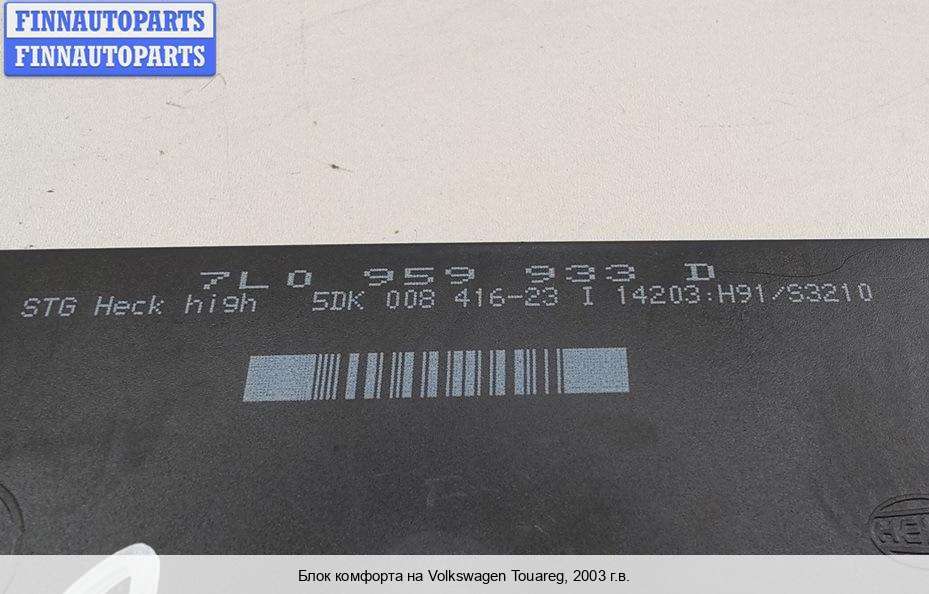 FINNAUTOPARTS
FINNAUTOPARTS
7L0 959 933 D
STG Heck high 5DK 008 416-23 I 14203:H91/S3210
Блок комфорта на Volkswagen Touareg, 2003 г.в.